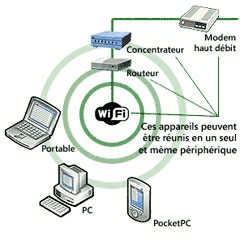 Modem
haut débit
Concentrateur
Routeur
WiFi
Ces appareils peuvent
être réunis en un seul
et même périphérique
Portable
PC
PocketPC